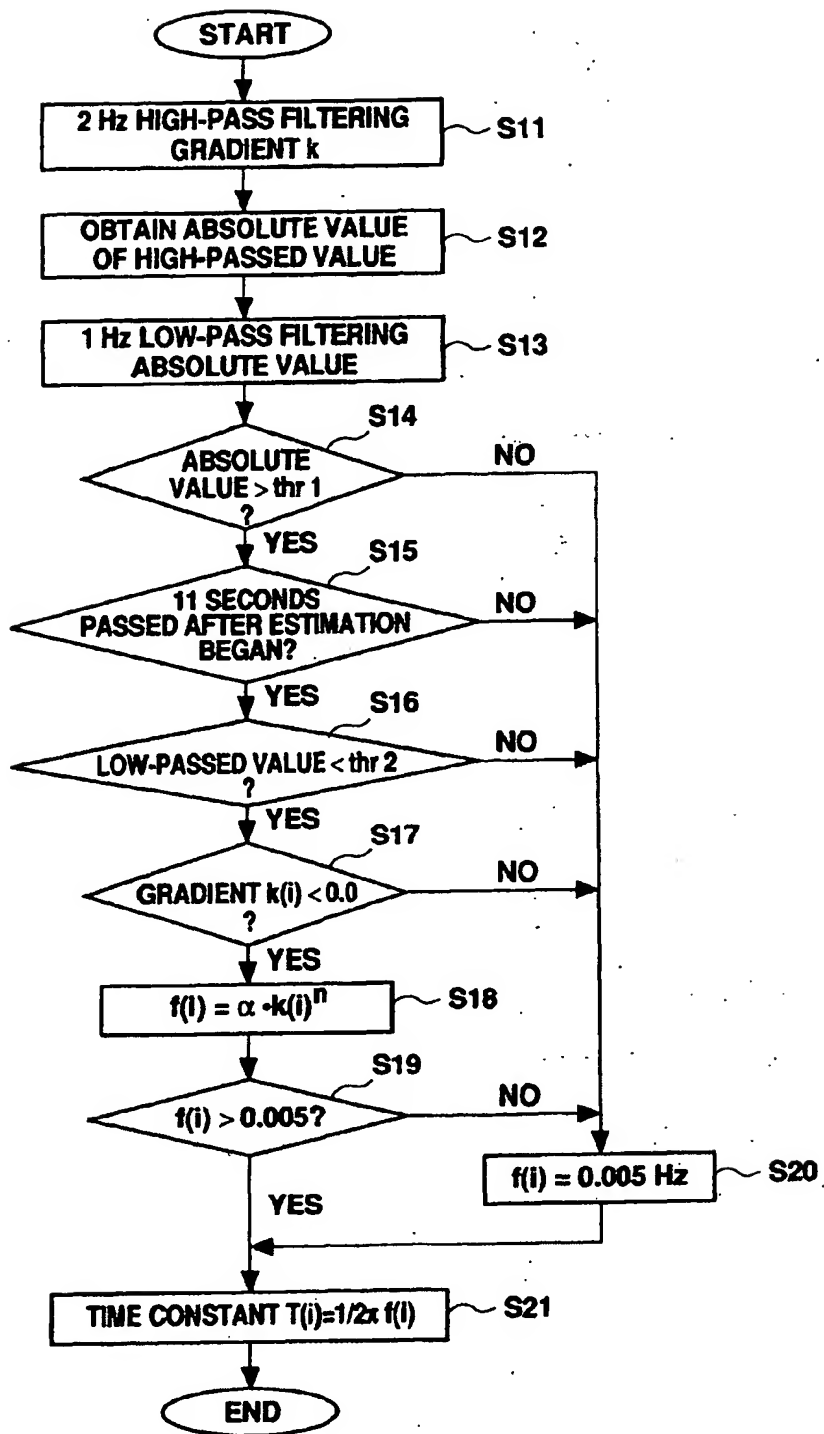 START
2 Hz HIGH-PASS FILTERING
GRADIENT k
S11
OBTAIN ABSOLUTE VALUE
OF HIGH-PASSED VALUE
S12
1 Hz LOW-PASS FILTERING
ABSOLUTE VALUE
S13
S14
ABSOLUTE
VALUE > thr 1
?
NO
YES
S15
11 SECONDS
PASSED AFTER ESTIMATION
BEGAN?
NO
YES
S16
LOW-PASSED VALUE < thr 2
?
NO
YES
S17
GRADIENT k(i) < 0.0
?
NO
YES
f(i) = α •k(i)^n
S18
S19
f(i) > 0.005?
NO
f(i) = 0.005 Hz
S20
YES
TIME CONSTANT T(i)=1/2π f(i)
S21
END